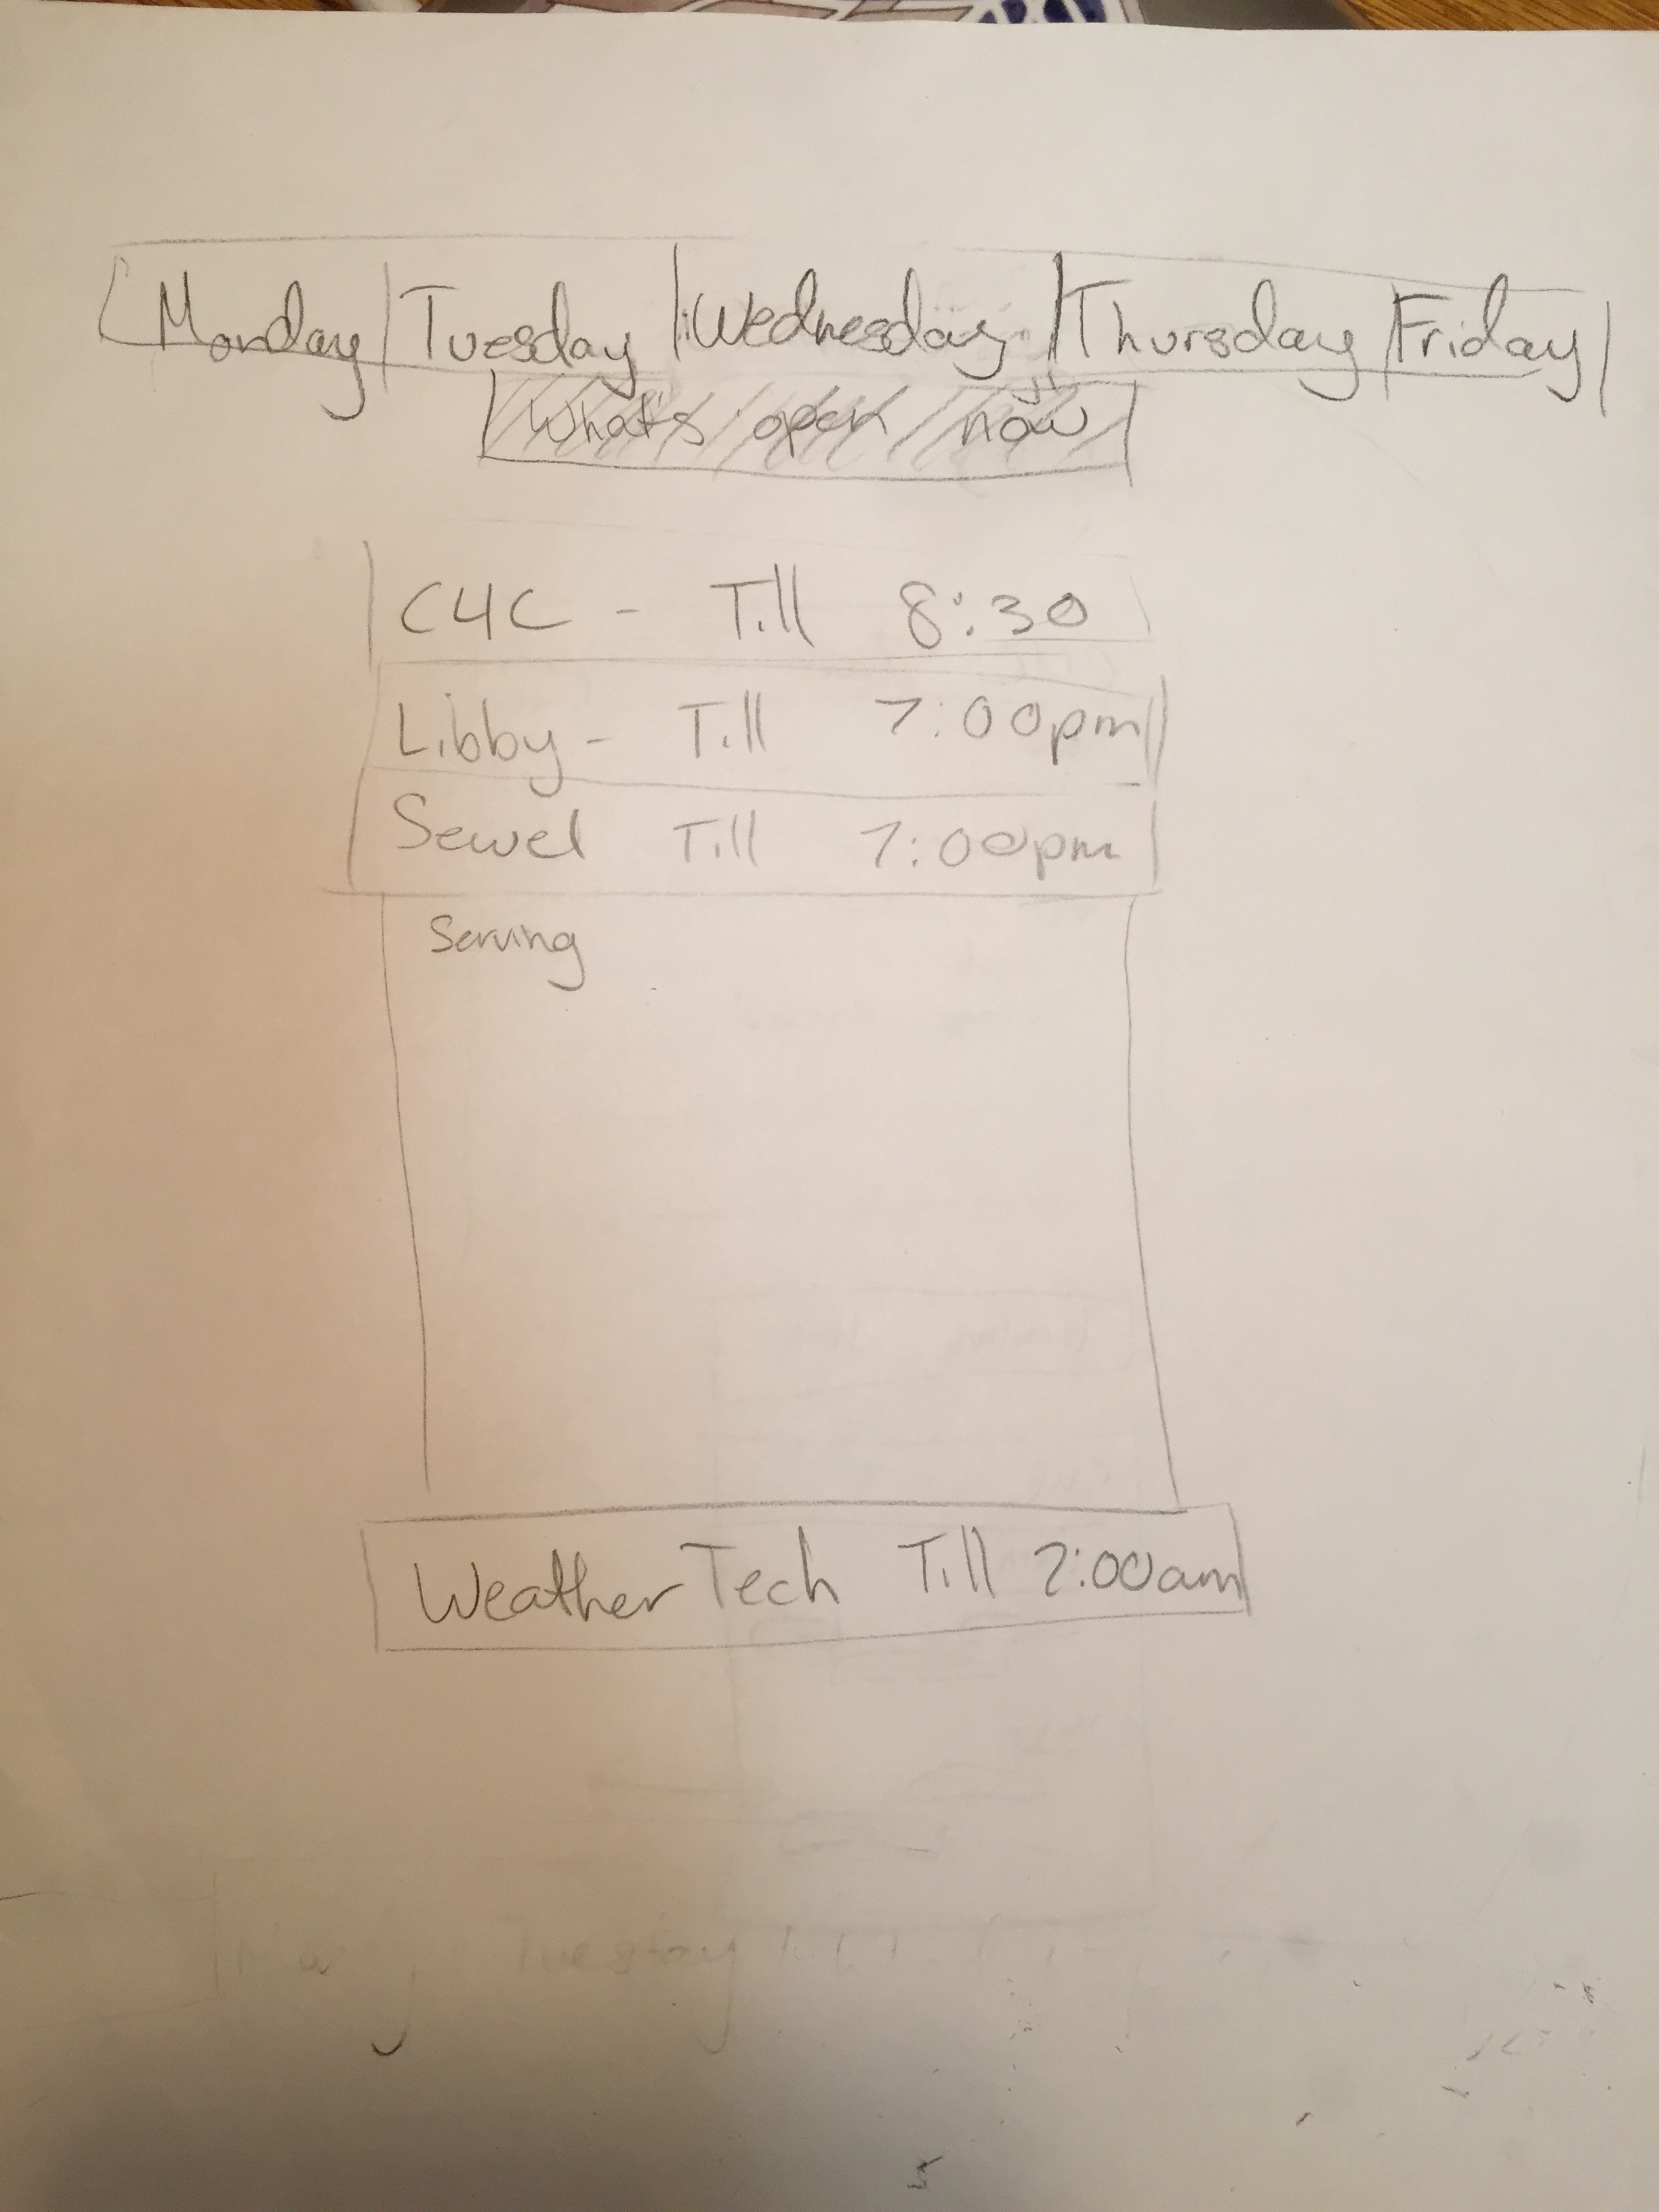 Monday Tuesday Wednesday Thursday Friday
What's open now
C4C - Till 8:30
Libby - Till 7:00pm
Sewel Till 7:00pm
Serving
WeatherTech Till 2:00am
Tuesday